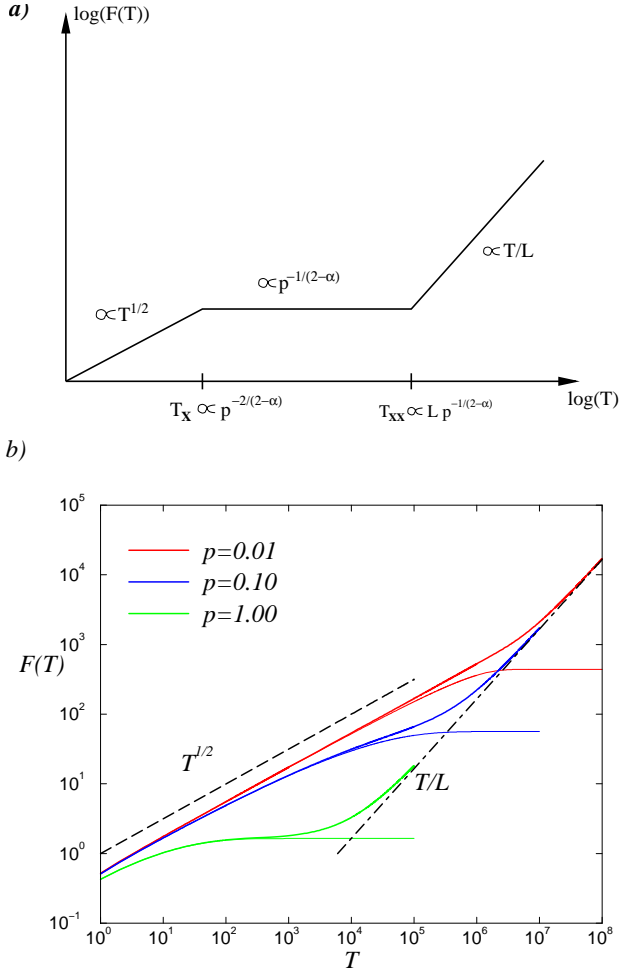 a)
log(F(T))
∝T/L
∝p^{-1/(2-α)}
∝T^{1/2}
T_x ∝ p^{-2/(2-α)}
T_{xx} ∝ L p^{-1/(2-α)}
log(T)
b)
10^5
p=0.01
10^4
p=0.10
p=1.00
10^3
F(T)
10^2
T^{1/2}
T/L
10^1
10^0
10^{-1}
10^0 10^1 10^2 10^3 10^4 10^5 10^6 10^7 10^8
T